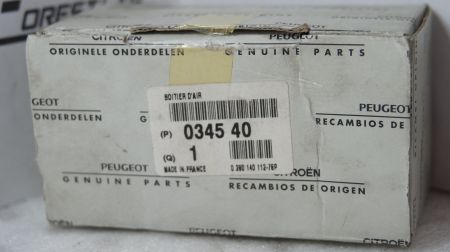 CITROËN PEUGEOT
ORIGINELE ONDERDELEN GENUINE PARTS
BOITIER D'AIR
PEUGEOT
ONDERDELEN
(P) 0345 40
RECAMBIOS DE
(Q) 1
MADE IN FRANCE 0 280 140 112-7EP
PEUGEOT
CITROËN
GENUINE PARTS
RECAMBIOS DE ORIGEN